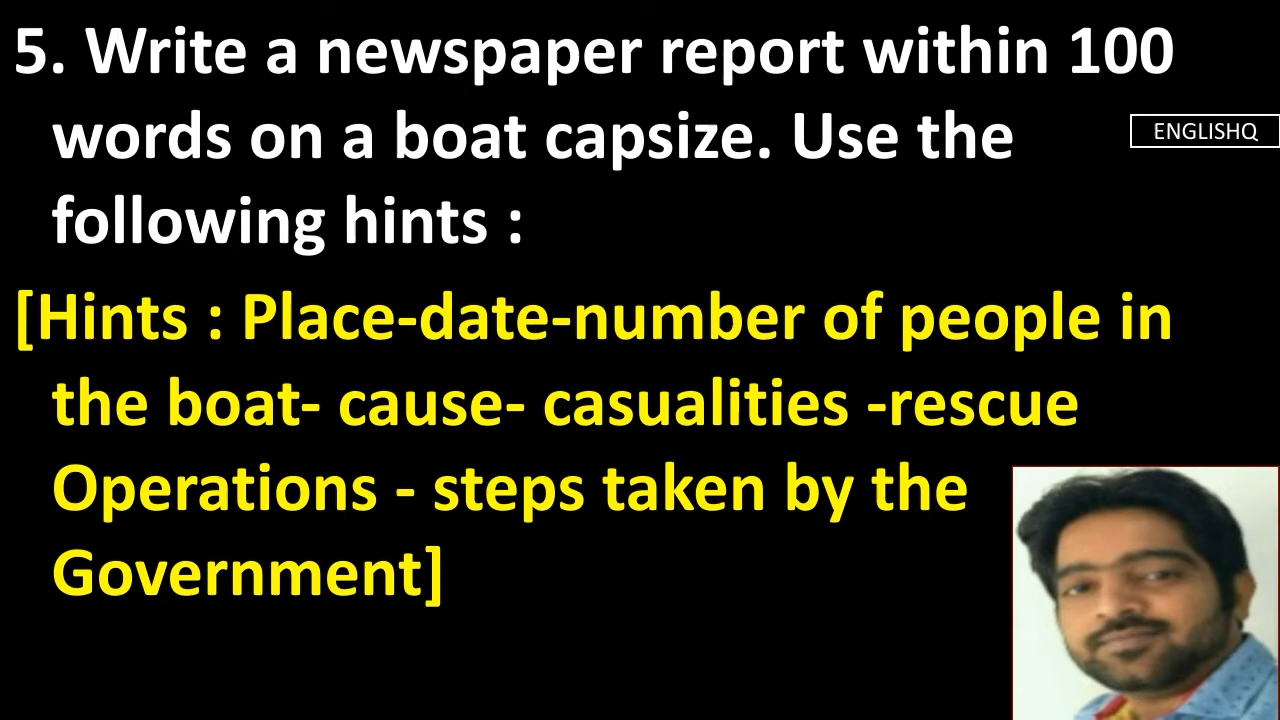 5. Write a newspaper report within 100
words on a boat capsize. Use the
ENGLISHQ
following hints :
[Hints : Place-date-number of people in
the boat- cause- casualities -rescue
Operations - steps taken by the
Government]